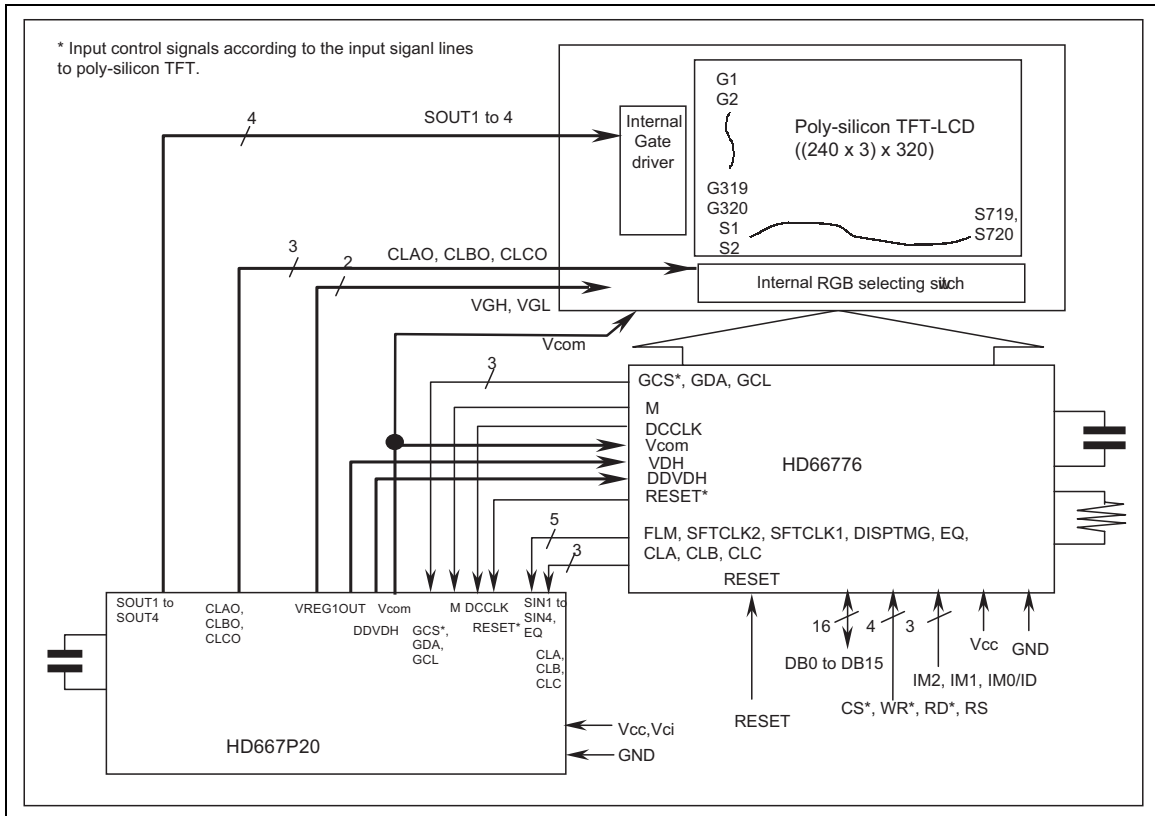 * Input control signals according to the input siganl lines
to poly-silicon TFT.
4
SOUT1 to 4
Internal
Gate
driver
G1
G2
Poly-silicon TFT-LCD
((240 x 3) x 320)
G319
G320
S1
S2
S719,
S720
3
CLAO, CLBO, CLCO
2
VGH, VGL
Internal RGB selecting switch
Vcom
3
GCS*, GDA, GCL
M
DCCLK
Vcom
VDH
DDVDH
RESET*
HD66776
5
FLM, SFTCLK2, SFTCLK1, DISPTMG, EQ,
3
CLA, CLB, CLC
RESET
SOUT1 to
SOUT4
CLAO,
CLBO,
CLCO
VREG1OUT
DDVDH
Vcom
GCS*,
GDA,
GCL
M
DCCLK
RESET*
SIN1 to
SIN4,
EQ
CLA,
CLB,
CLC
16
4
3
DB0 to DB15
Vcc
GND
IM2, IM1, IM0/ID
CS*, WR*, RD*, RS
RESET
Vcc,Vci
GND
HD667P20